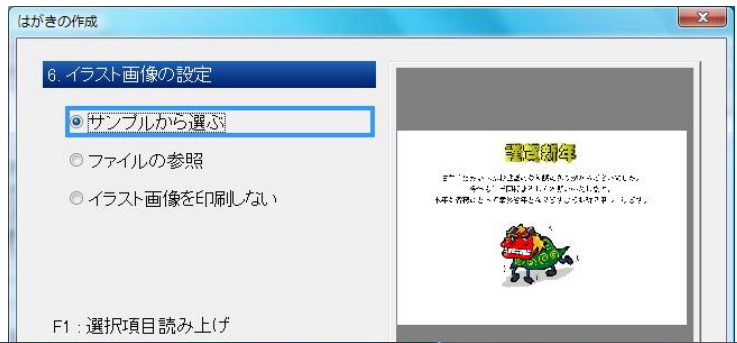 はがきの作成
6. イラスト画像の設定
サンプルから選ぶ
ファイルの参照
イラスト画像を印刷しない
F1 : 選択項目読み上げ
謹賀新年